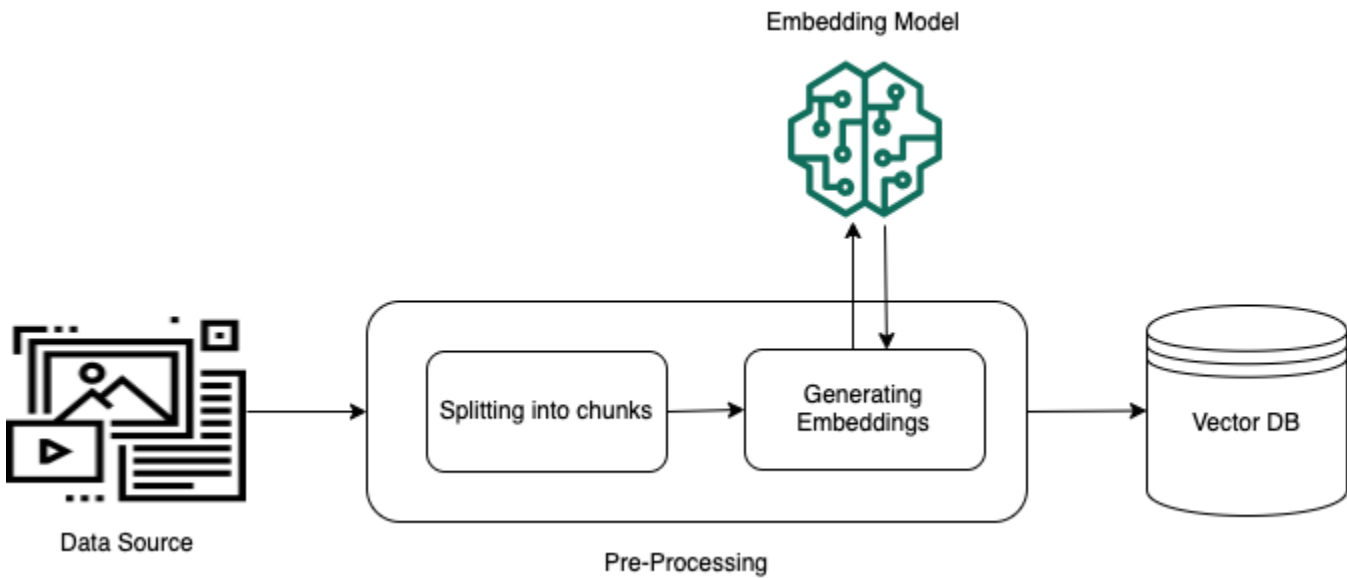 Embedding Model
Splitting into chunks
Generating
Embeddings
Vector DB
Data Source
Pre-Processing